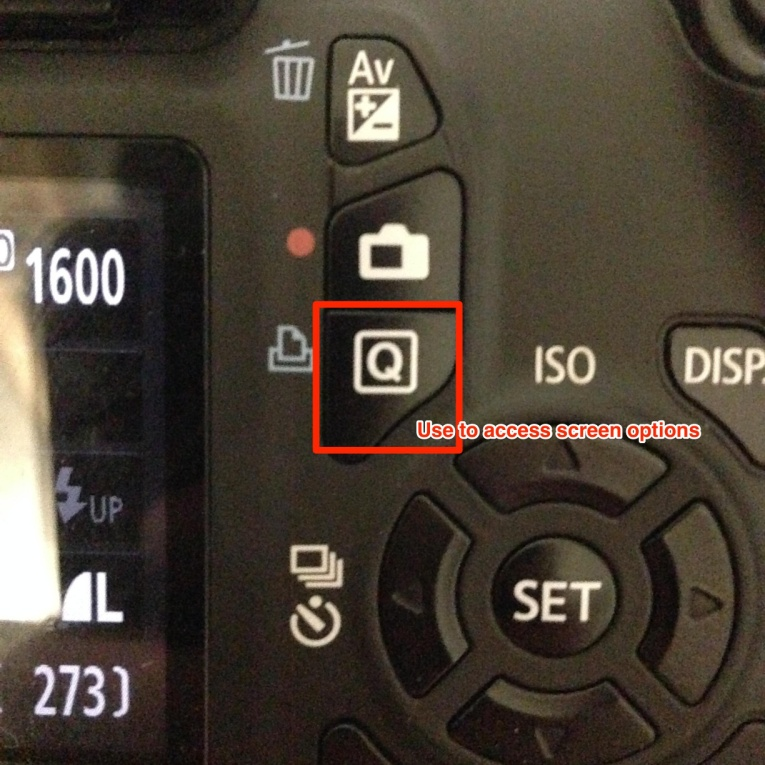 Av
1600
Q
ISO
DISP.
Use to access screen options
UP
L
SET
273)